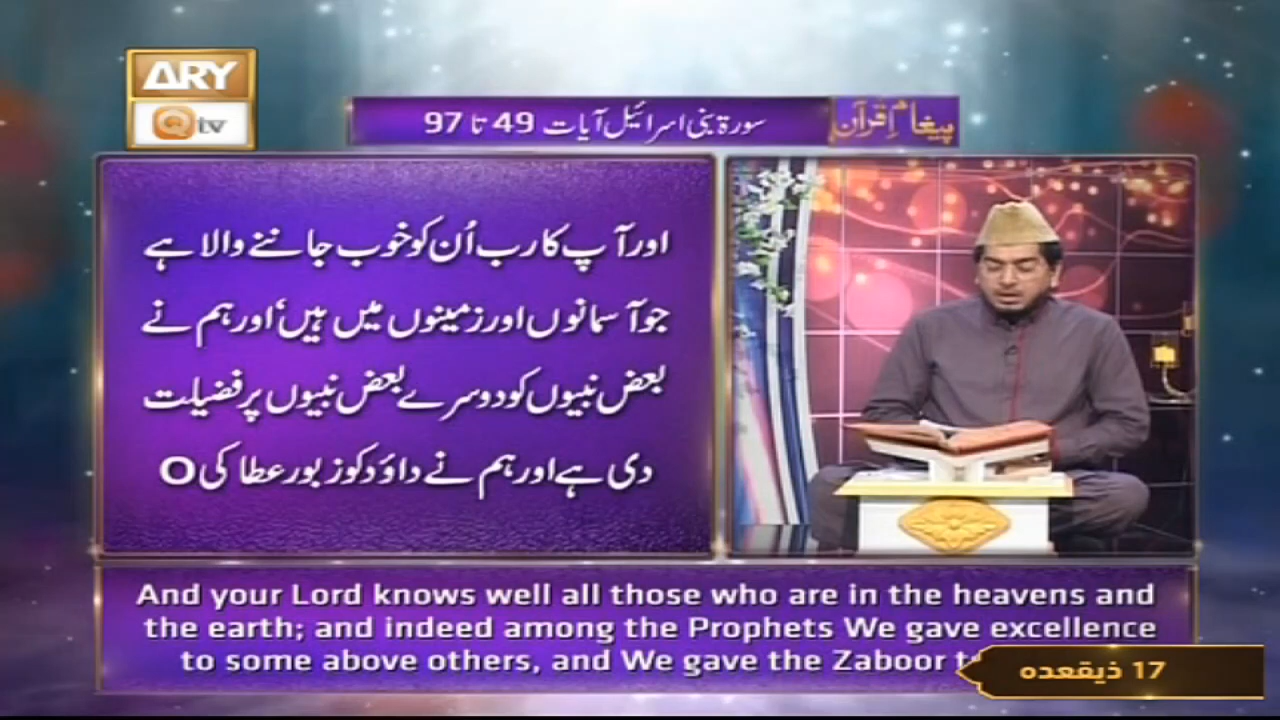 ARY
Qtv
پیغام قرآن
سورۃ بنی اسرائیل آیات 49 تا 97
اور آپ کا رب اُن کو خوب جاننے والا ہے
جو آسمانوں اور زمینوں میں ہیں‘ اور ہم نے
بعض نبیوں کو دوسرے بعض نبیوں پر فضیلت
دی ہے اور ہم نے داؤد کو زبور عطا کی O
And your Lord knows well all those who are in the heavens and
the earth; and indeed among the Prophets We gave excellence
to some above others, and We gave the Zaboor
17 ذیقعدہ